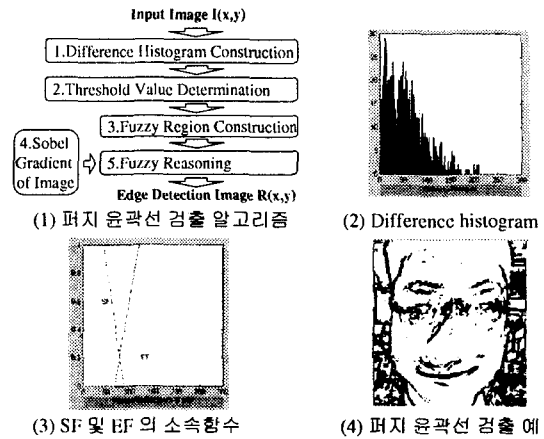 Input Image I(x,y)
1.Difference Histogram Construction
2.Threshold Value Determination
3.Fuzzy Region Construction
4.Sobel
Gradient
of Image
5.Fuzzy Reasoning
Edge Detection Image R(x,y)
(1) 퍼지 윤곽선 검출 알고리즘
(2) Difference histogram
SF
EF
(3) SF 및 EF 의 소속함수
(4) 퍼지 윤곽선 검출 예